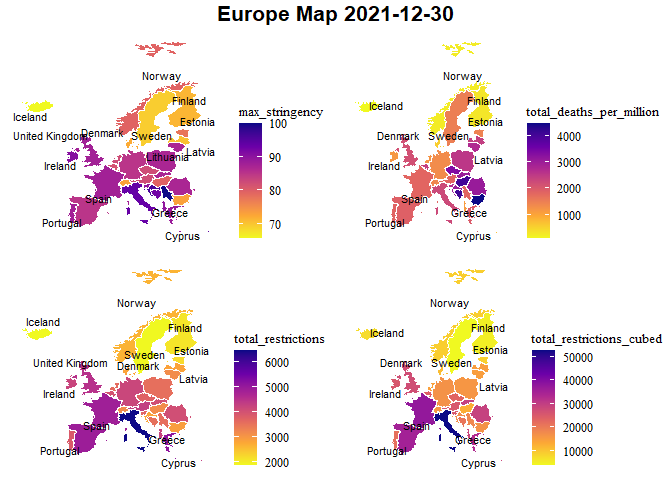 Europe Map 2021-12-30
Norway
Iceland
Finland
Estonia
United Kingdom
Denmark
Sweden
Latvia
Lithuania
Ireland
Spain
Greece
Portugal
Cyprus
max_stringency
100
90
80
70
Norway
Iceland
Finland
Estonia
Sweden
Latvia
Ireland
Spain
Greece
Portugal
Cyprus
total_deaths_per_million
4000
3000
2000
1000
Norway
Iceland
Finland
Estonia
Sweden
United Kingdom
Denmark
Latvia
Ireland
Spain
Greece
Portugal
Cyprus
total_restrictions
6000
5000
4000
3000
2000
Norway
Iceland
Finland
Estonia
Denmark
Sweden
Latvia
Ireland
Spain
Greece
Portugal
Cyprus
total_restrictions_cubed
50000
40000
30000
20000
10000